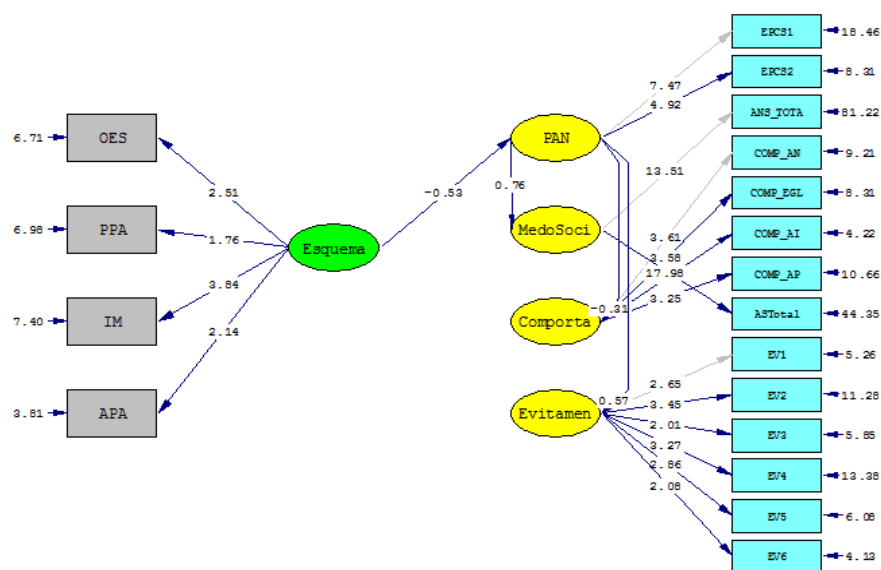 EPCS1
18.46
7.47
EPCS2
8.31
4.92
ANS_TOTA
81.22
6.71
OES
PAN
COMP_AN
9.21
13.51
2.51
-0.53
0.76
COMP_EGL
8.31
6.98
PPA
1.76
Esquema
MedoSoci
3.61
COMP_AI
4.22
3.58
17.98
COMP_AP
10.66
3.84
3.25
-0.31
7.40
IM
2.14
Comporta
ASTotal
44.35
EV1
5.26
2.65
EV2
11.28
0.57
3.45
3.81
APA
Evitamen
2.01
EV3
5.85
3.27
EV4
13.38
2.86
2.08
EV5
6.08
EV6
4.13